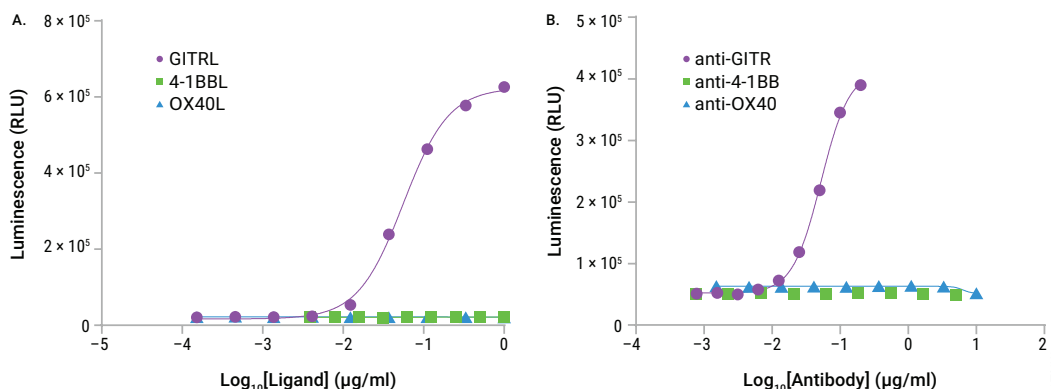 A.
8 × 10⁵
6 × 10⁵
4 × 10⁵
2 × 10⁵
0
−5
−4
−3
−2
−1
0
Luminescence (RLU)
Log₁₀[Ligand] (μg/ml)
GITRL
4-1BBL
OX40L
B.
5 × 10⁵
4 × 10⁵
3 × 10⁵
2 × 10⁵
1 × 10⁵
0
−4
−3
−2
−1
0
1
2
Luminescence (RLU)
Log₁₀[Antibody] (μg/ml)
anti-GITR
anti-4-1BB
anti-OX40